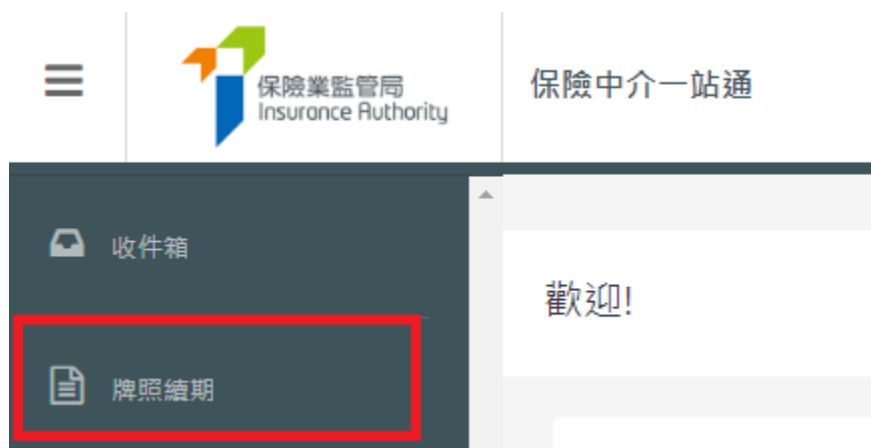 保險業監管局
Insurance Authority
保險中介一站通
收件箱
歡迎!
牌照續期